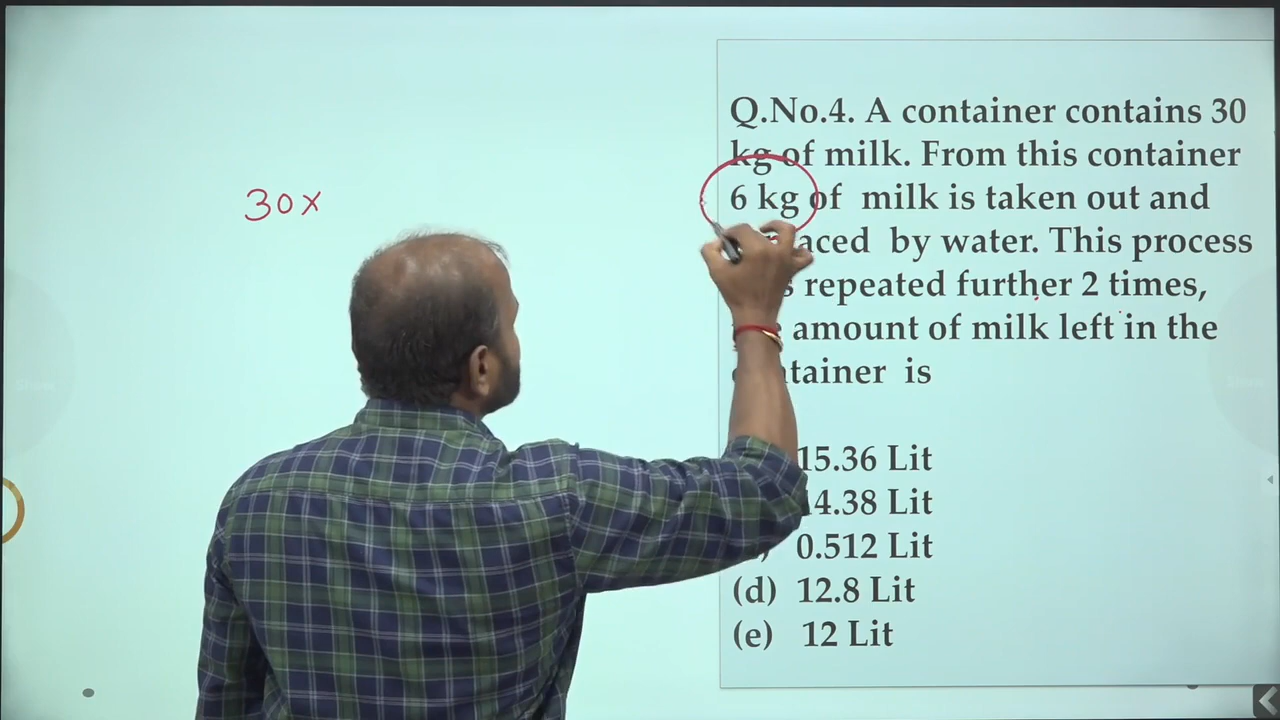 30x
Q.No.4. A container contains 30
kg of milk. From this container
6 kg of milk is taken out and
by water. This process
repeated further 2 times,
amount of milk left in the
is
15.36 Lit
14.38 Lit
0.512 Lit
(d) 12.8 Lit
(e) 12 Lit